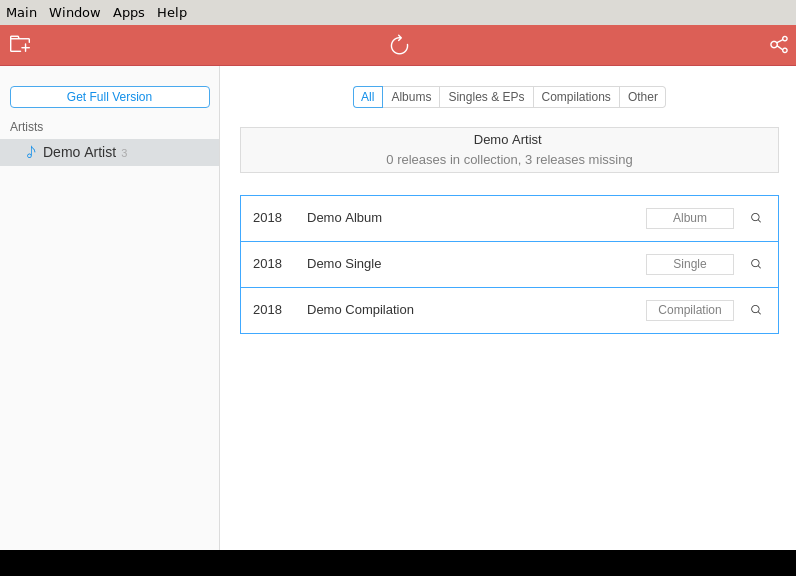 Main Window Apps Help
Get Full Version
Artists
Demo Artist 3
All Albums Singles & EPs Compilations Other
Demo Artist
0 releases in collection, 3 releases missing
2018 Demo Album Album
2018 Demo Single Single
2018 Demo Compilation Compilation